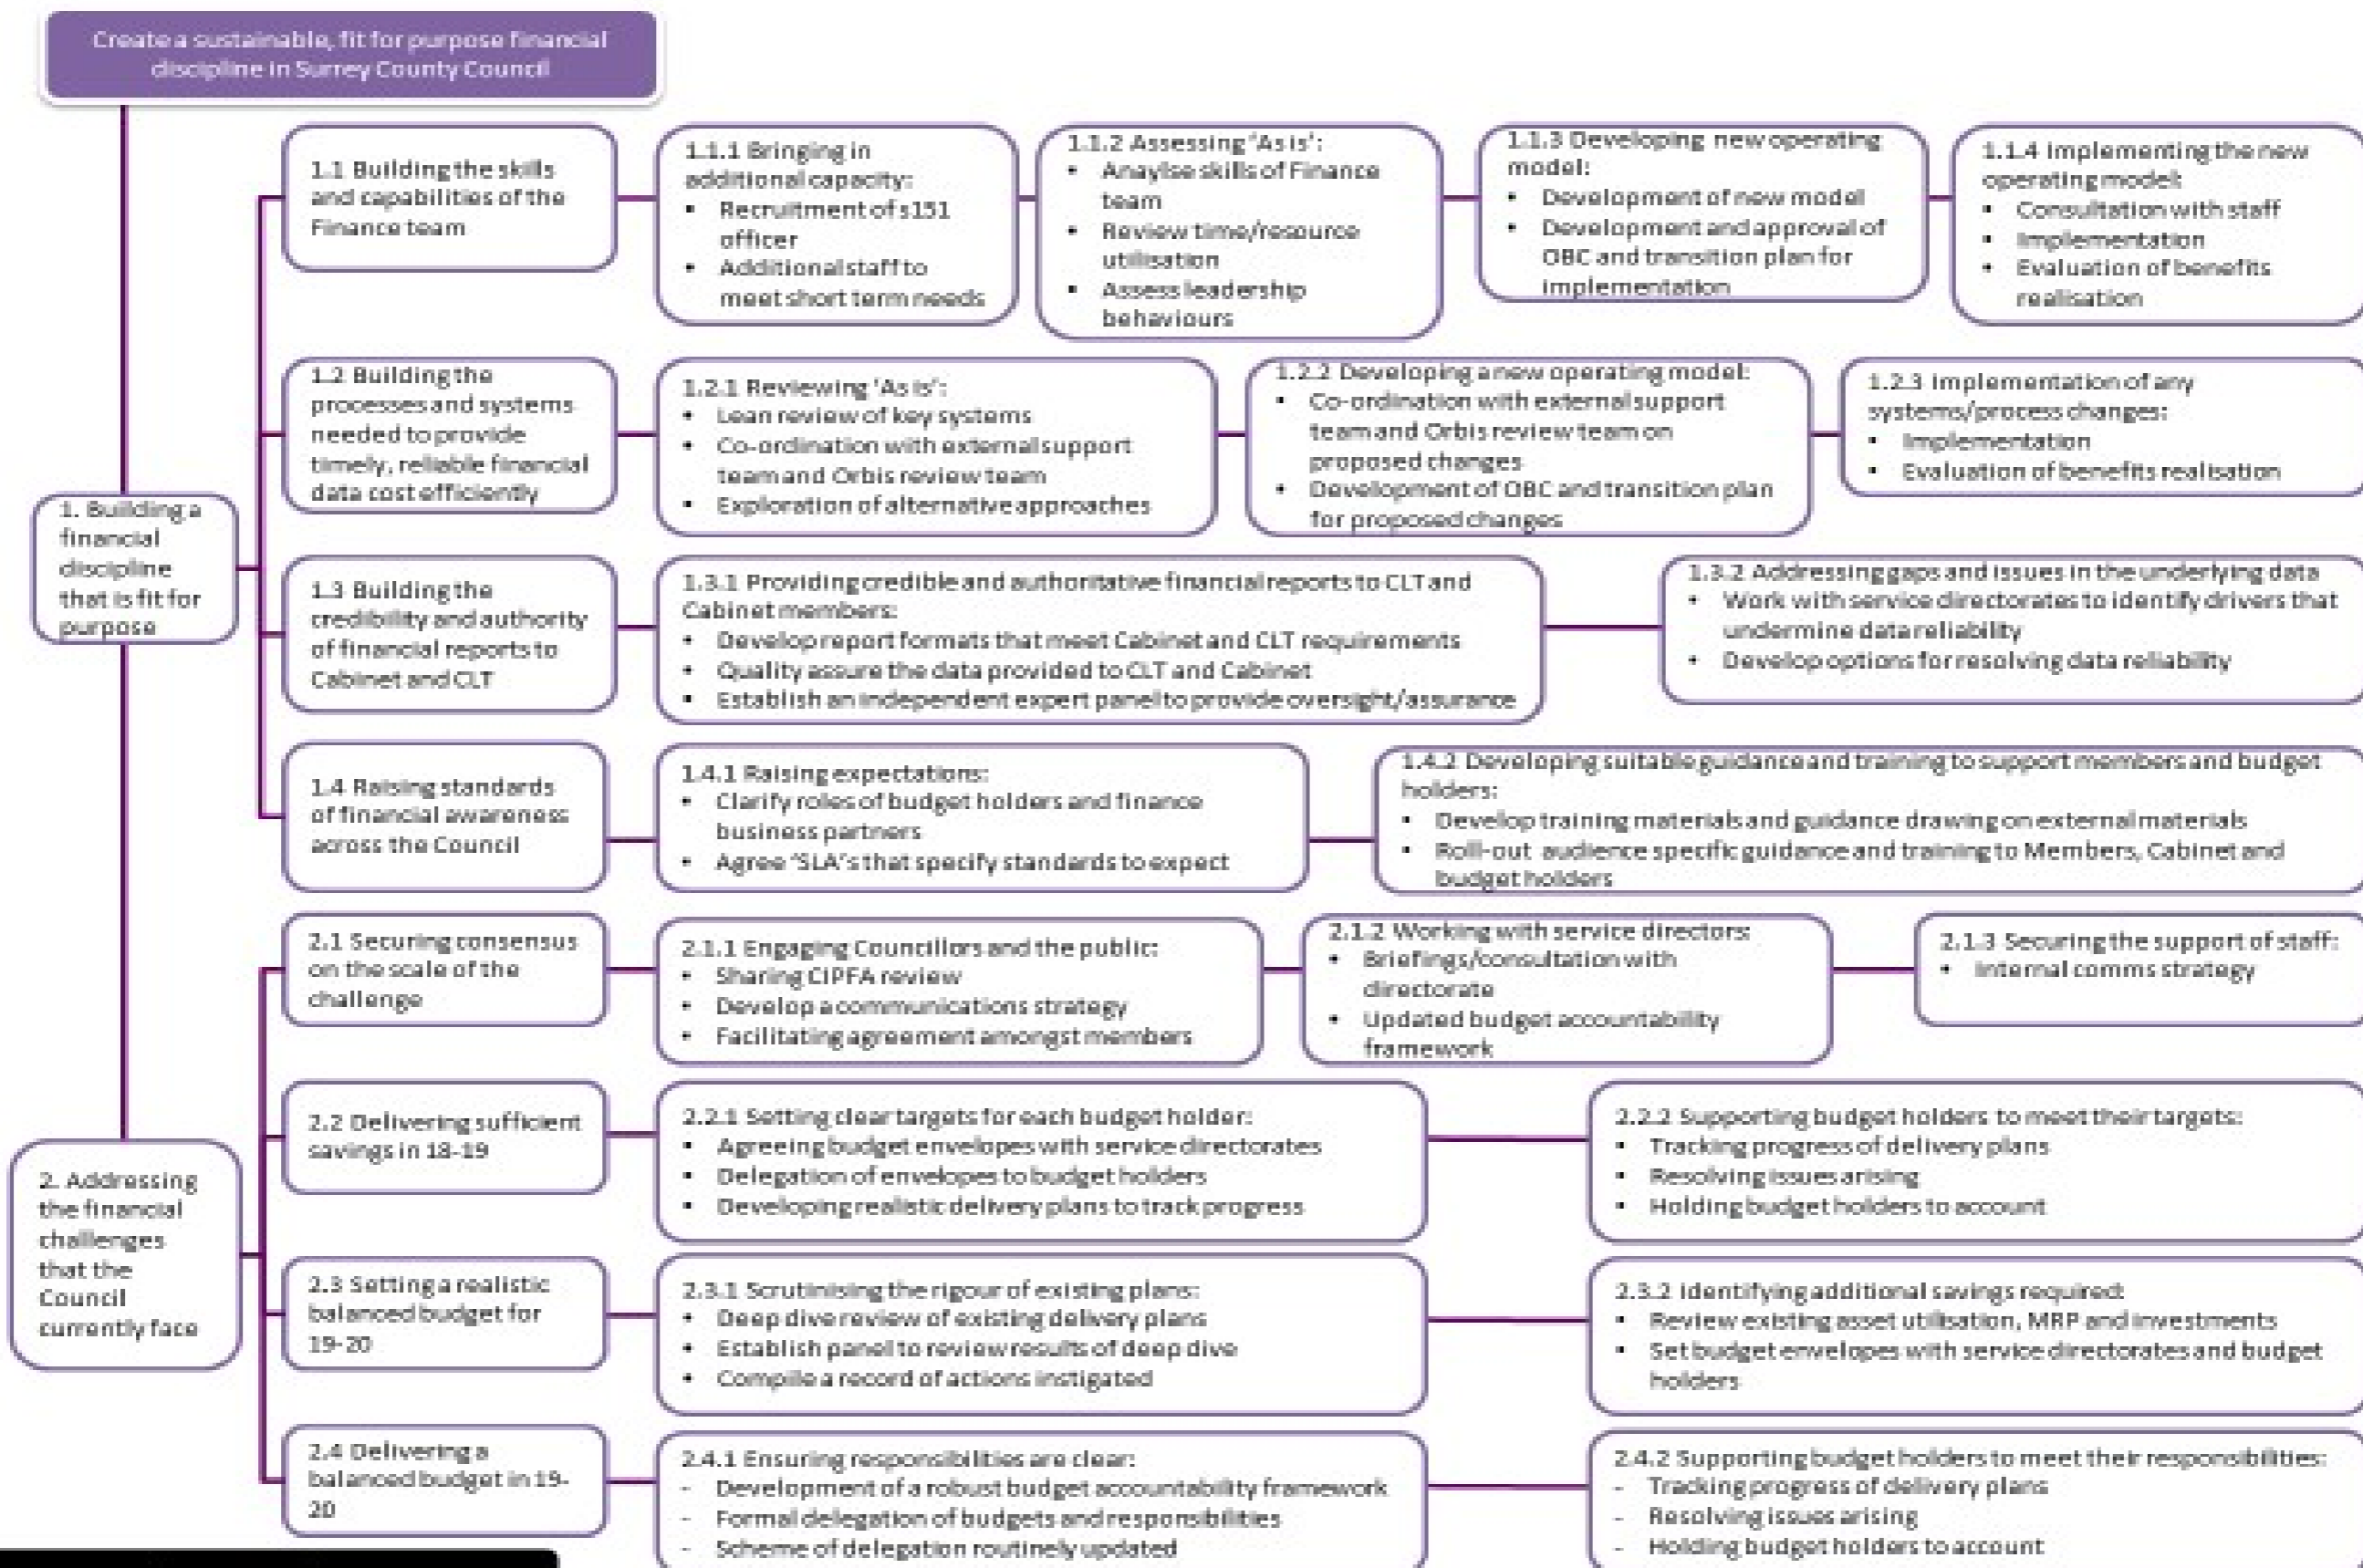 Create a sustainable, fit for purpose financial
discipline in Surrey County Council
1. Building a
financial
discipline
that is fit for
purpose
1.1 Building the skills
and capabilities of the
Finance team
1.1.1 Bringing in
additional capacity:
• Recruitment of s151
officer
• Additional staff to
meet short term needs
1.1.2 Assessing 'As is':
• Anaylse skills of Finance
team
• Review time/resource
utilisation
• Assess leadership
behaviours
1.1.3 Developing new operating
model:
• Development of new model
• Development and approval of
OBC and transition plan for
implementation
1.1.4 Implementing the new
operating model:
• Consultation with staff
• Implementation
• Evaluation of benefits
realisation
1.2 Building the
processes and systems
needed to provide
timely, reliable financial
data cost efficiently
1.2.1 Reviewing 'As is':
• Lean review of key systems
• Co-ordination with external support
team and Orbis review team
• Exploration of alternative approaches
1.2.2 Developing a new operating model:
• Co-ordination with external support
team and Orbis review team on
proposed changes
• Development of OBC and transition plan
for proposed changes
1.2.3 Implementation of any
systems/process changes:
• Implementation
• Evaluation of benefits realisation
1.3 Building the
credibility and authority
of financial reports to
Cabinet and CLT
1.3.1 Providing credible and authoritative financial reports to CLT and
Cabinet members:
• Develop report formats that meet Cabinet and CLT requirements
• Quality assure the data provided to CLT and Cabinet
• Establish an independent expert panel to provide oversight/assurance
1.3.2 Addressing gaps and issues in the underlying data
• Work with service directorates to identify drivers that
undermine data reliability
• Develop options for resolving data reliability
1.4 Raising standards
of financial awareness
across the Council
1.4.1 Raising expectations:
• Clarify roles of budget holders and finance
business partners
• Agree 'SLA's that specify standards to expect
1.4.2 Developing suitable guidance and training to support members and budget
holders:
• Develop training materials and guidance drawing on external materials
• Roll-out audience specific guidance and training to Members, Cabinet and
budget holders
2. Addressing
the financial
challenges
that the
Council
currently face
2.1 Securing consensus
on the scale of the
challenge
2.1.1 Engaging Councillors and the public:
• Sharing CIPFA review
• Develop a communications strategy
• Facilitating agreement amongst members
2.1.2 Working with service directors:
• Briefings/consultation with
directorate
• Updated budget accountability
framework
2.1.3 Securing the support of staff:
• Internal comms strategy
2.2 Delivering sufficient
savings in 18-19
2.2.1 Setting clear targets for each budget holder:
• Agreeing budget envelopes with service directorates
• Delegation of envelopes to budget holders
• Developing realistic delivery plans to track progress
2.2.2 Supporting budget holders to meet their targets:
• Tracking progress of delivery plans
• Resolving issues arising
• Holding budget holders to account
2.3 Setting a realistic
balanced budget for
19-20
2.3.1 Scrutinising the rigour of existing plans:
• Deep dive review of existing delivery plans
• Establish panel to review results of deep dive
• Compile a record of actions instigated
2.3.2 Identifying additional savings required:
• Review existing asset utilisation, MRP and investments
• Set budget envelopes with service directorates and budget
holders
2.4 Delivering a
balanced budget in 19-
20
2.4.1 Ensuring responsibilities are clear:
- Development of a robust budget accountability framework
- Formal delegation of budgets and responsibilities
- Scheme of delegation routinely updated
2.4.2 Supporting budget holders to meet their responsibilities:
- Tracking progress of delivery plans
- Resolving issues arising
- Holding budget holders to account